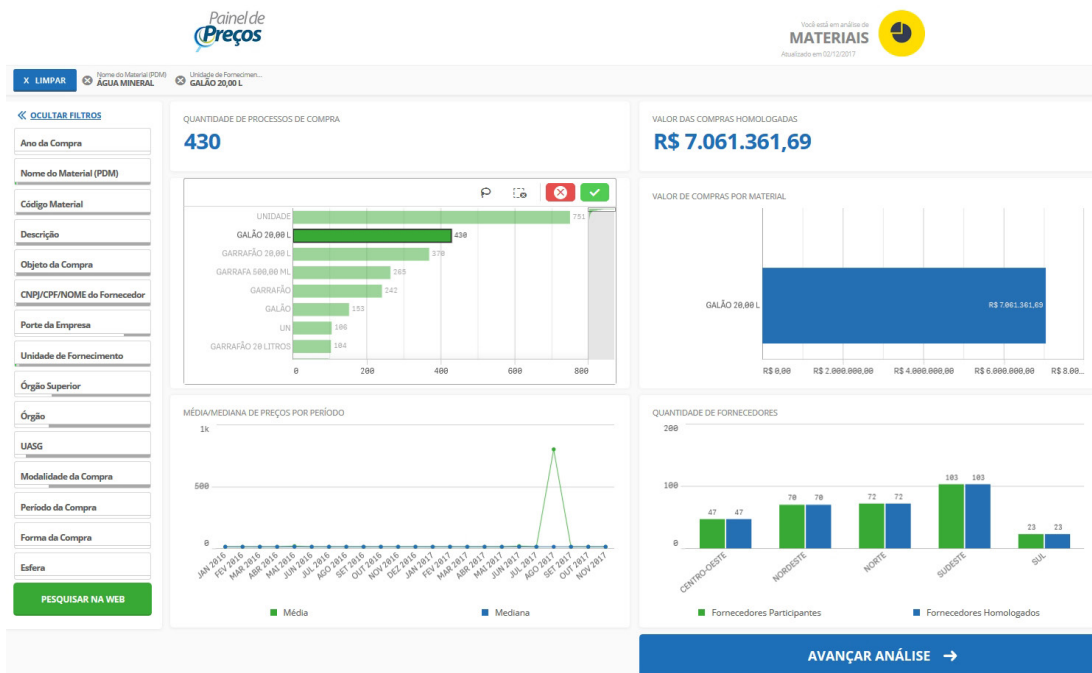 Painel de
Preços
Você está em análise de
MATERIAIS
Atualizado em 02/12/2017
X LIMPAR
Nome do Material (PDM)
ÁGUA MINERAL
Unidade de Fornecimen...
GALÃO 20,00 L
OCULTAR FILTROS
Ano da Compra
Nome do Material (PDM)
Código Material
Descrição
Objeto da Compra
CNPJ/CPF/NOME do Fornecedor
Porte da Empresa
Unidade de Fornecimento
Órgão Superior
Órgão
UASG
Modalidade da Compra
Período da Compra
Forma da Compra
Esfera
PESQUISAR NA WEB
QUANTIDADE DE PROCESSOS DE COMPRA
430
VALOR DAS COMPRAS HOMOLOGADAS
R$ 7.061.361,69
UNIDADE 751
GALÃO 20,00 L 430
GARRAFÃO 20,00 L 370
GARRAFA 500,00 ML 265
GARRAFÃO 242
GALÃO 153
UN 106
GARRAFÃO 20 LITROS 104
0 200 400 600 800
VALOR DE COMPRAS POR MATERIAL
GALÃO 20,00 L R$ 7.061.361,69
R$ 0,00 R$ 2.000.000,00 R$ 4.000.000,00 R$ 6.000.000,00 R$ 8.00...
MÉDIA/MEDIANA DE PREÇOS POR PERÍODO
1k
500
0
JAN 2016 FEV 2016 MAR 2016 ABR 2016 MAI 2016 JUN 2016 JUL 2016 AGO 2016 SET 2016 OUT 2016 NOV 2016 DEZ 2016 JAN 2017 FEV 2017 MAR 2017 ABR 2017 MAI 2017 JUN 2017 JUL 2017 AGO 2017 SET 2017 OUT 2017 NOV 2017
Média Mediana
QUANTIDADE DE FORNECEDORES
200
100
0
47 47 70 70 72 72 103 103 23 23
CENTRO-OESTE NORDESTE NORTE SUDESTE SUL
Fornecedores Participantes Fornecedores Homologados
AVANÇAR ANÁLISE